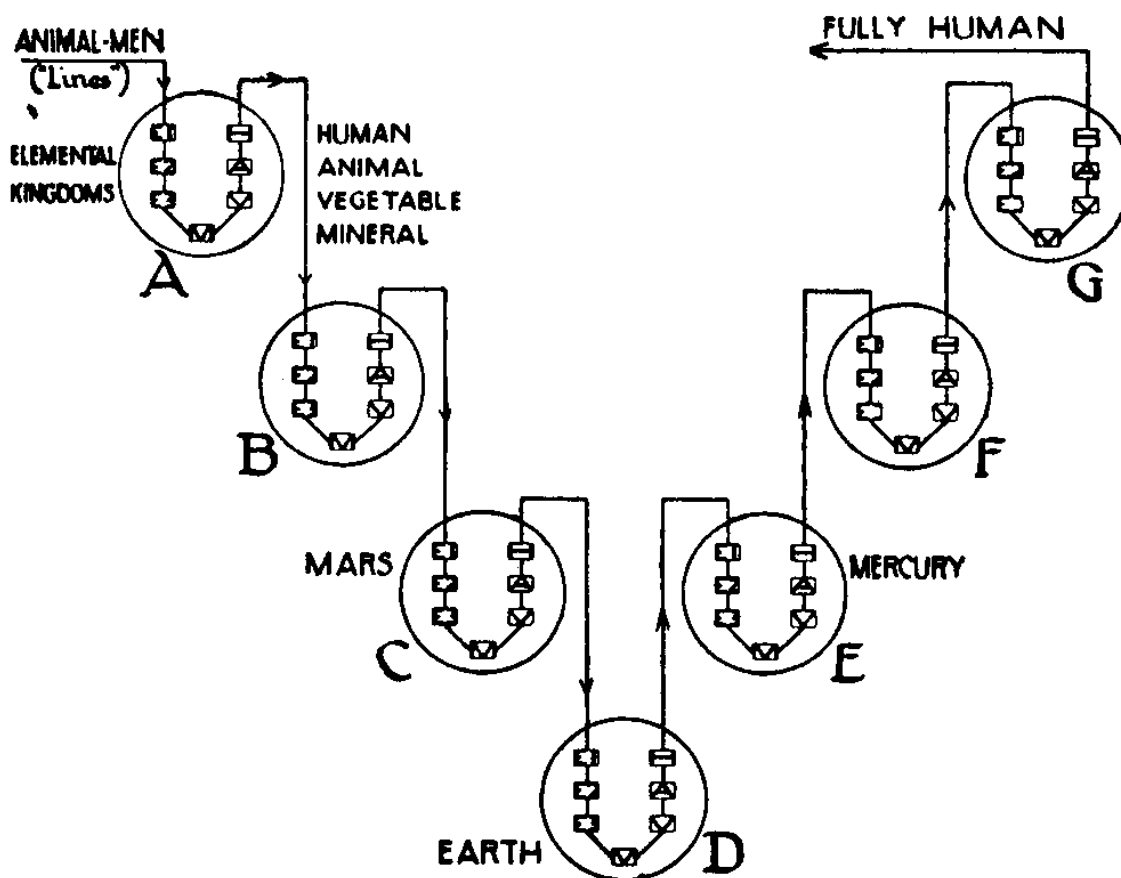 ANIMAL-MEN
("Lines")
ELEMENTAL
KINGDOMS
A
HUMAN
ANIMAL
VEGETABLE
MINERAL
FULLY HUMAN
G
B
F
MARS
C
MERCURY
E
EARTH
D